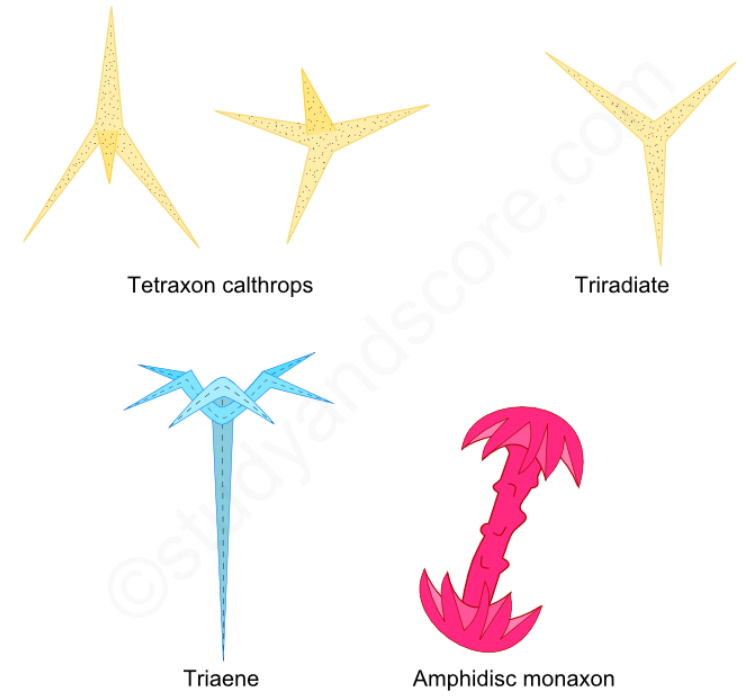 Tetraxon calthrops
Triradiate
Triaene
Amphidisc monaxon
©studyandscore.com